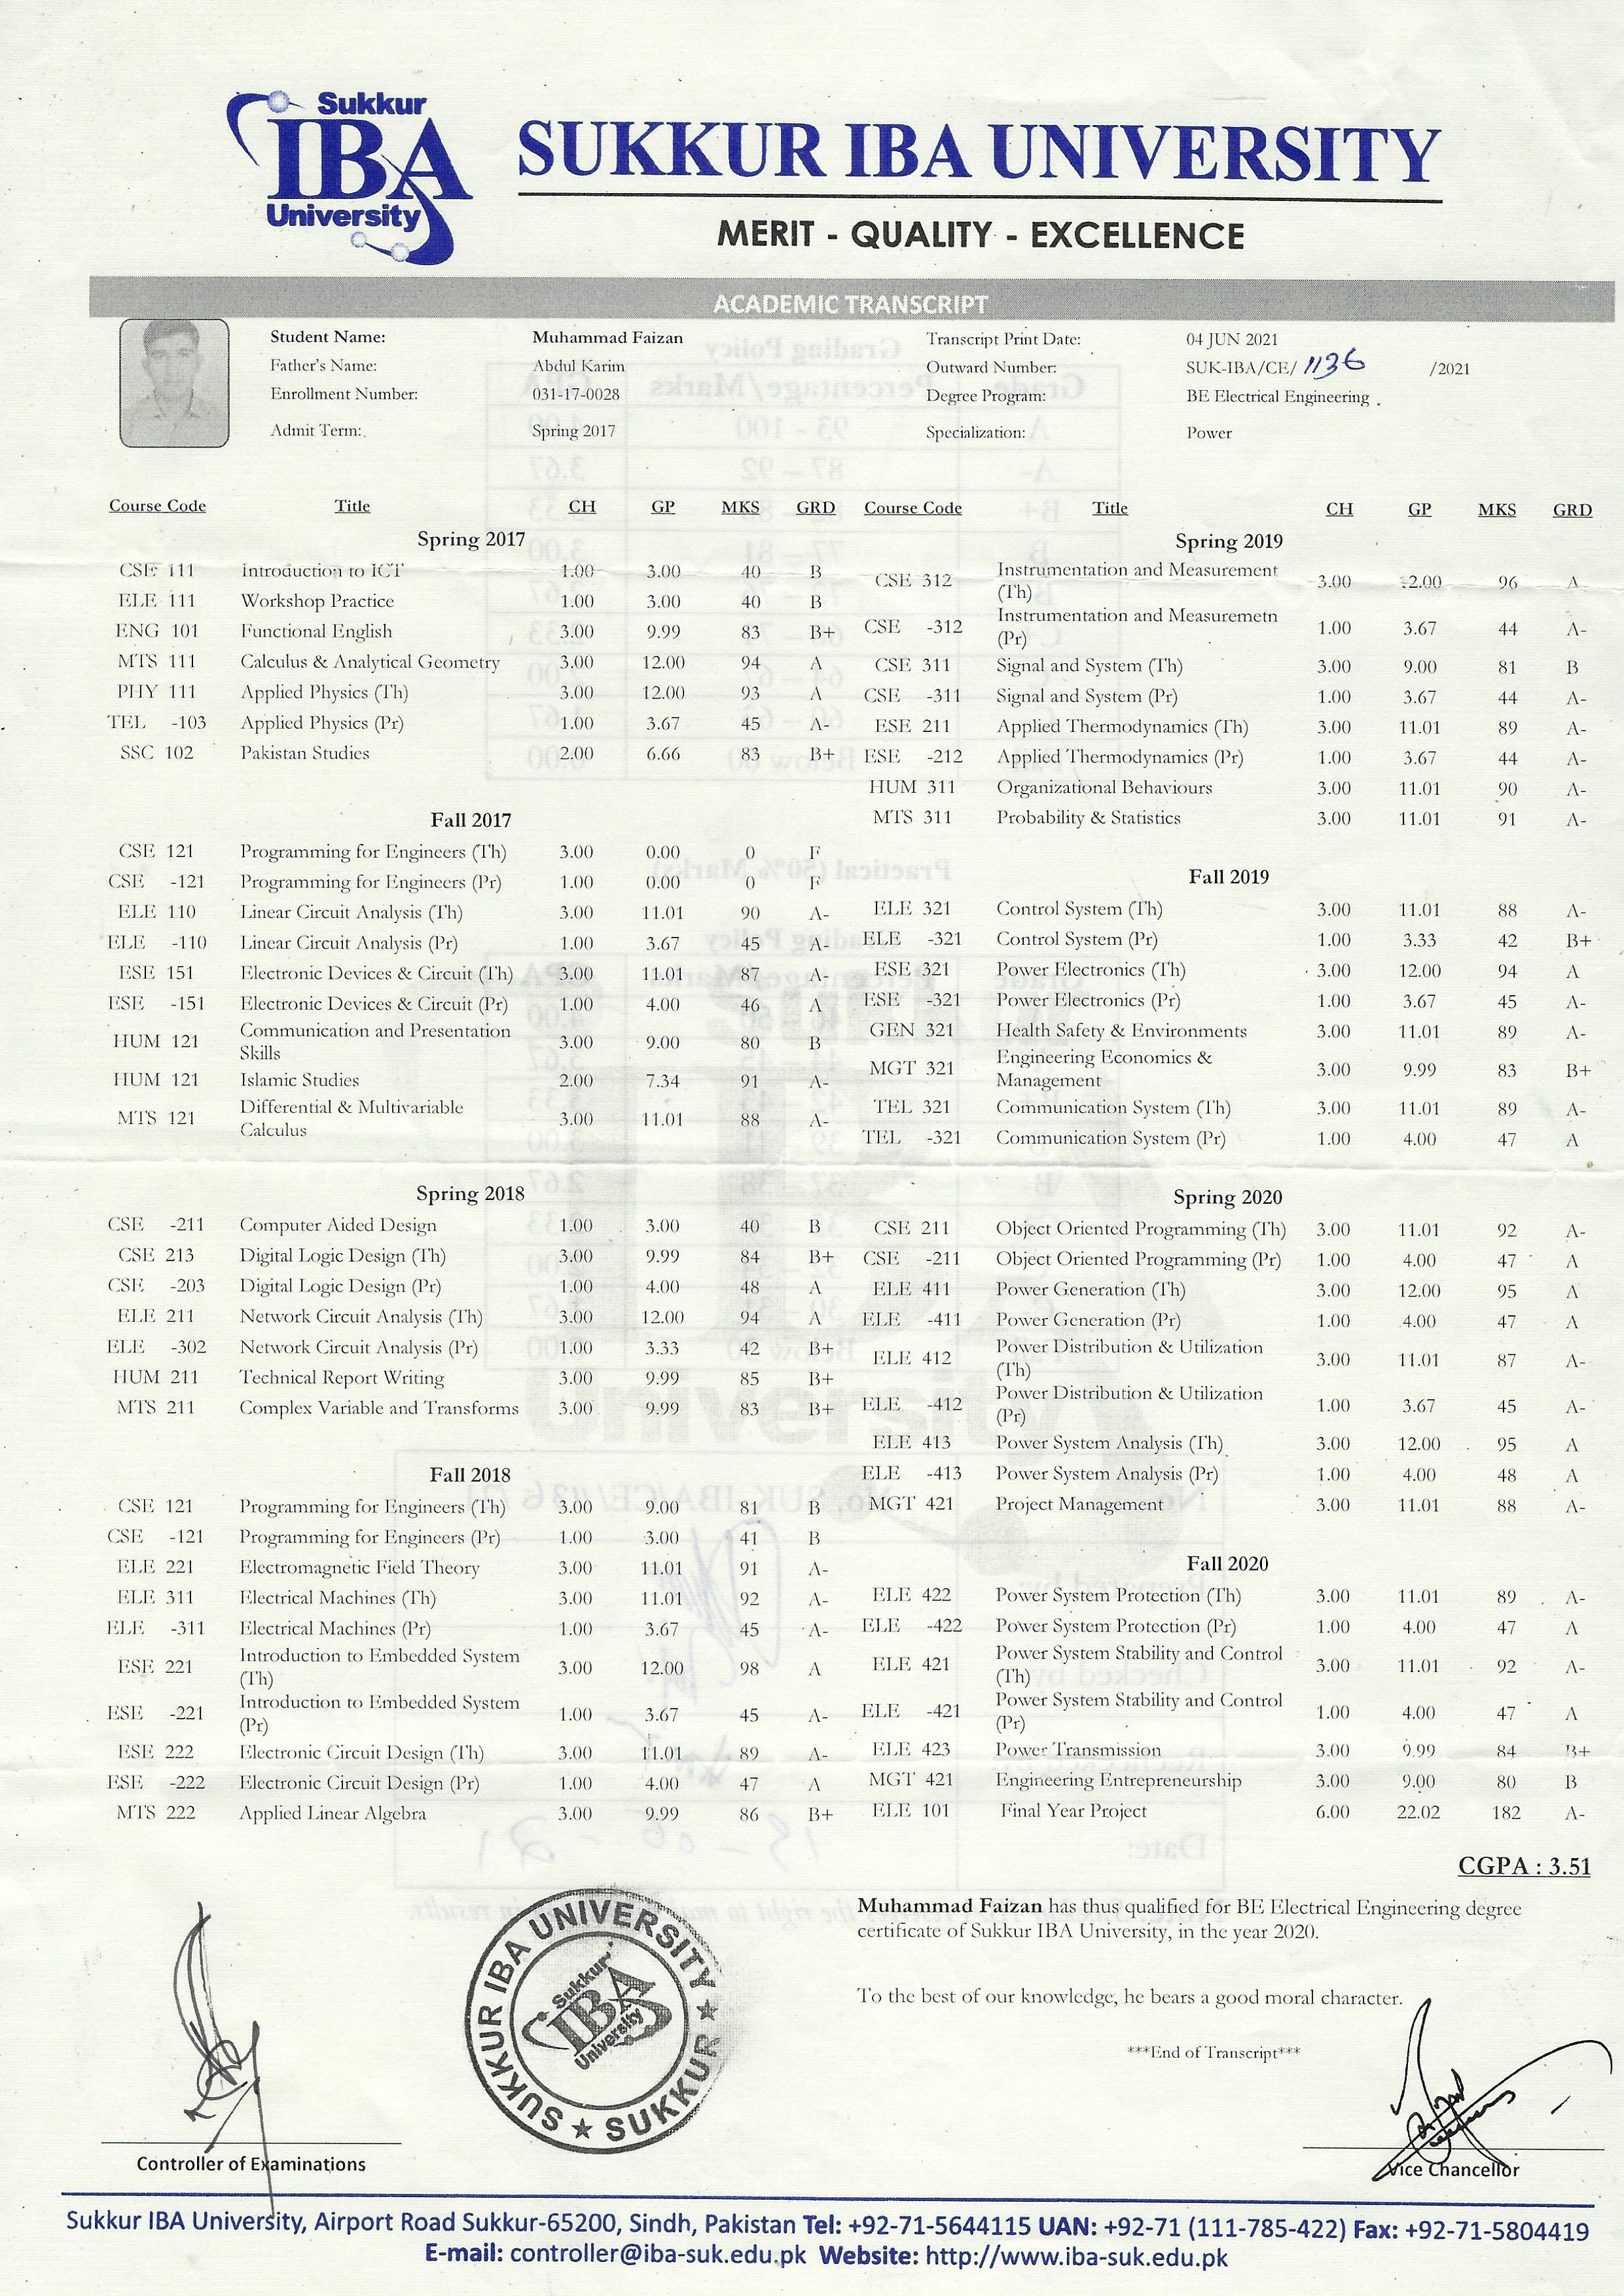 Sukkur
IBA
University
SUKKUR IBA UNIVERSITY
MERIT - QUALITY - EXCELLENCE
ACADEMIC TRANSCRIPT
Student Name: Muhammad Faizan Transcript Print Date: 04 JUN 2021
Father's Name: Abdul Karim Outward Number: SUK-IBA/CE/ 1136 /2021
Enrollment Number: 031-17-0028 Degree Program: BE Electrical Engineering
Admit Term: Spring 2017 Specialization: Power
Course Code Title CH GP MKS GRD
Spring 2017
CSE 111 Introduction to ICT 1.00 3.00 40 B
ELE 111 Workshop Practice 1.00 3.00 40 B
ENG 101 Functional English 3.00 9.99 83 B+
MTS 111 Calculus & Analytical Geometry 3.00 12.00 94 A
PHY 111 Applied Physics (Th) 3.00 12.00 93 A
TEL -103 Applied Physics (Pr) 1.00 3.67 45 A-
SSC 102 Pakistan Studies 2.00 6.66 83 B+
Fall 2017
CSE 121 Programming for Engineers (Th) 3.00 0.00 0 F
CSE -121 Programming for Engineers (Pr) 1.00 0.00 0 F
ELE 110 Linear Circuit Analysis (Th) 3.00 11.01 90 A-
ELE -110 Linear Circuit Analysis (Pr) 1.00 3.67 45 A-
ESE 151 Electronic Devices & Circuit (Th) 3.00 11.01 87 A-
ESE -151 Electronic Devices & Circuit (Pr) 1.00 4.00 46 A
HUM 121 Communication and Presentation
Skills 3.00 9.00 80 B
HUM 121 Islamic Studies 2.00 7.34 91 A-
MTS 121 Differential & Multivariable
Calculus 3.00 11.01 88 A-
Spring 2018
CSE -211 Computer Aided Design 1.00 3.00 40 B
CSE 213 Digital Logic Design (Th) 3.00 9.99 84 B+
CSE -203 Digital Logic Design (Pr) 1.00 4.00 48 A
ELE 211 Network Circuit Analysis (Th) 3.00 12.00 94 A
ELE -302 Network Circuit Analysis (Pr) 1.00 3.33 42 B+
HUM 211 Technical Report Writing 3.00 9.99 85 B+
MTS 211 Complex Variable and Transforms 3.00 9.99 83 B+
Fall 2018
CSE 121 Programming for Engineers (Th) 3.00 9.00 81 B
CSE -121 Programming for Engineers (Pr) 1.00 3.00 41 B
ELE 221 Electromagnetic Field Theory 3.00 11.01 91 A-
ELE 311 Electrical Machines (Th) 3.00 11.01 92 A-
ELE -311 Electrical Machines (Pr) 1.00 3.67 45 A-
ESE 221 Introduction to Embedded System
(Th) 3.00 12.00 98 A
ESE -221 Introduction to Embedded System
(Pr) 1.00 3.67 45 A-
ESE 222 Electronic Circuit Design (Th) 3.00 11.01 89 A-
ESE -222 Electronic Circuit Design (Pr) 1.00 4.00 47 A
MTS 222 Applied Linear Algebra 3.00 9.99 86 B+
Course Code Title CH GP MKS GRD
Spring 2019
CSE 312 Instrumentation and Measurement
(Th) 3.00 12.00 96 A
CSE -312 Instrumentation and Measuremetn
(Pr) 1.00 3.67 44 A-
CSE 311 Signal and System (Th) 3.00 9.00 81 B
CSE -311 Signal and System (Pr) 1.00 3.67 44 A-
ESE 211 Applied Thermodynamics (Th) 3.00 11.01 89 A-
ESE -212 Applied Thermodynamics (Pr) 1.00 3.67 44 A-
HUM 311 Organizational Behaviours 3.00 11.01 90 A-
MTS 311 Probability & Statistics 3.00 11.01 91 A-
Fall 2019
ELE 321 Control System (Th) 3.00 11.01 88 A-
ELE -321 Control System (Pr) 1.00 3.33 42 B+
ESE 321 Power Electronics (Th) 3.00 12.00 94 A
ESE -321 Power Electronics (Pr) 1.00 3.67 45 A-
GEN 321 Health Safety & Environments 3.00 11.01 89 A-
MGT 321 Engineering Economics &
Management 3.00 9.99 83 B+
TEL 321 Communication System (Th) 3.00 11.01 89 A-
TEL -321 Communication System (Pr) 1.00 4.00 47 A
Spring 2020
CSE 211 Object Oriented Programming (Th) 3.00 11.01 92 A-
CSE -211 Object Oriented Programming (Pr) 1.00 4.00 47 A
ELE 411 Power Generation (Th) 3.00 12.00 95 A
ELE -411 Power Generation (Pr) 1.00 4.00 47 A
ELE 412 Power Distribution & Utilization
(Th) 3.00 11.01 87 A-
ELE -412 Power Distribution & Utilization
(Pr) 1.00 3.67 45 A-
ELE 413 Power System Analysis (Th) 3.00 12.00 95 A
ELE -413 Power System Analysis (Pr) 1.00 4.00 48 A
MGT 421 Project Management 3.00 11.01 88 A-
Fall 2020
ELE 422 Power System Protection (Th) 3.00 11.01 89 A-
ELE -422 Power System Protection (Pr) 1.00 4.00 47 A
ELE 421 Power System Stability and Control
(Th) 3.00 11.01 92 A-
ELE -421 Power System Stability and Control
(Pr) 1.00 4.00 47 A
ELE 423 Power Transmission 3.00 9.99 84 B+
MGT 421 Engineering Entrepreneurship 3.00 9.00 80 B
ELE 101 Final Year Project 6.00 22.02 182 A-
CGPA : 3.51
Muhammad Faizan has thus qualified for BE Electrical Engineering degree
certificate of Sukkur IBA University, in the year 2020.
To the best of our knowledge, he bears a good moral character.
***End of Transcript***
SUKKUR IBA UNIVERSITY ★ SUKKUR ★
Sukkur
IBA
University
Controller of Examinations
Vice Chancellor
Sukkur IBA University, Airport Road Sukkur-65200, Sindh, Pakistan Tel: +92-71-5644115 UAN: +92-71 (111-785-422) Fax: +92-71-5804419
E-mail: controller@iba-suk.edu.pk Website: http://www.iba-suk.edu.pk